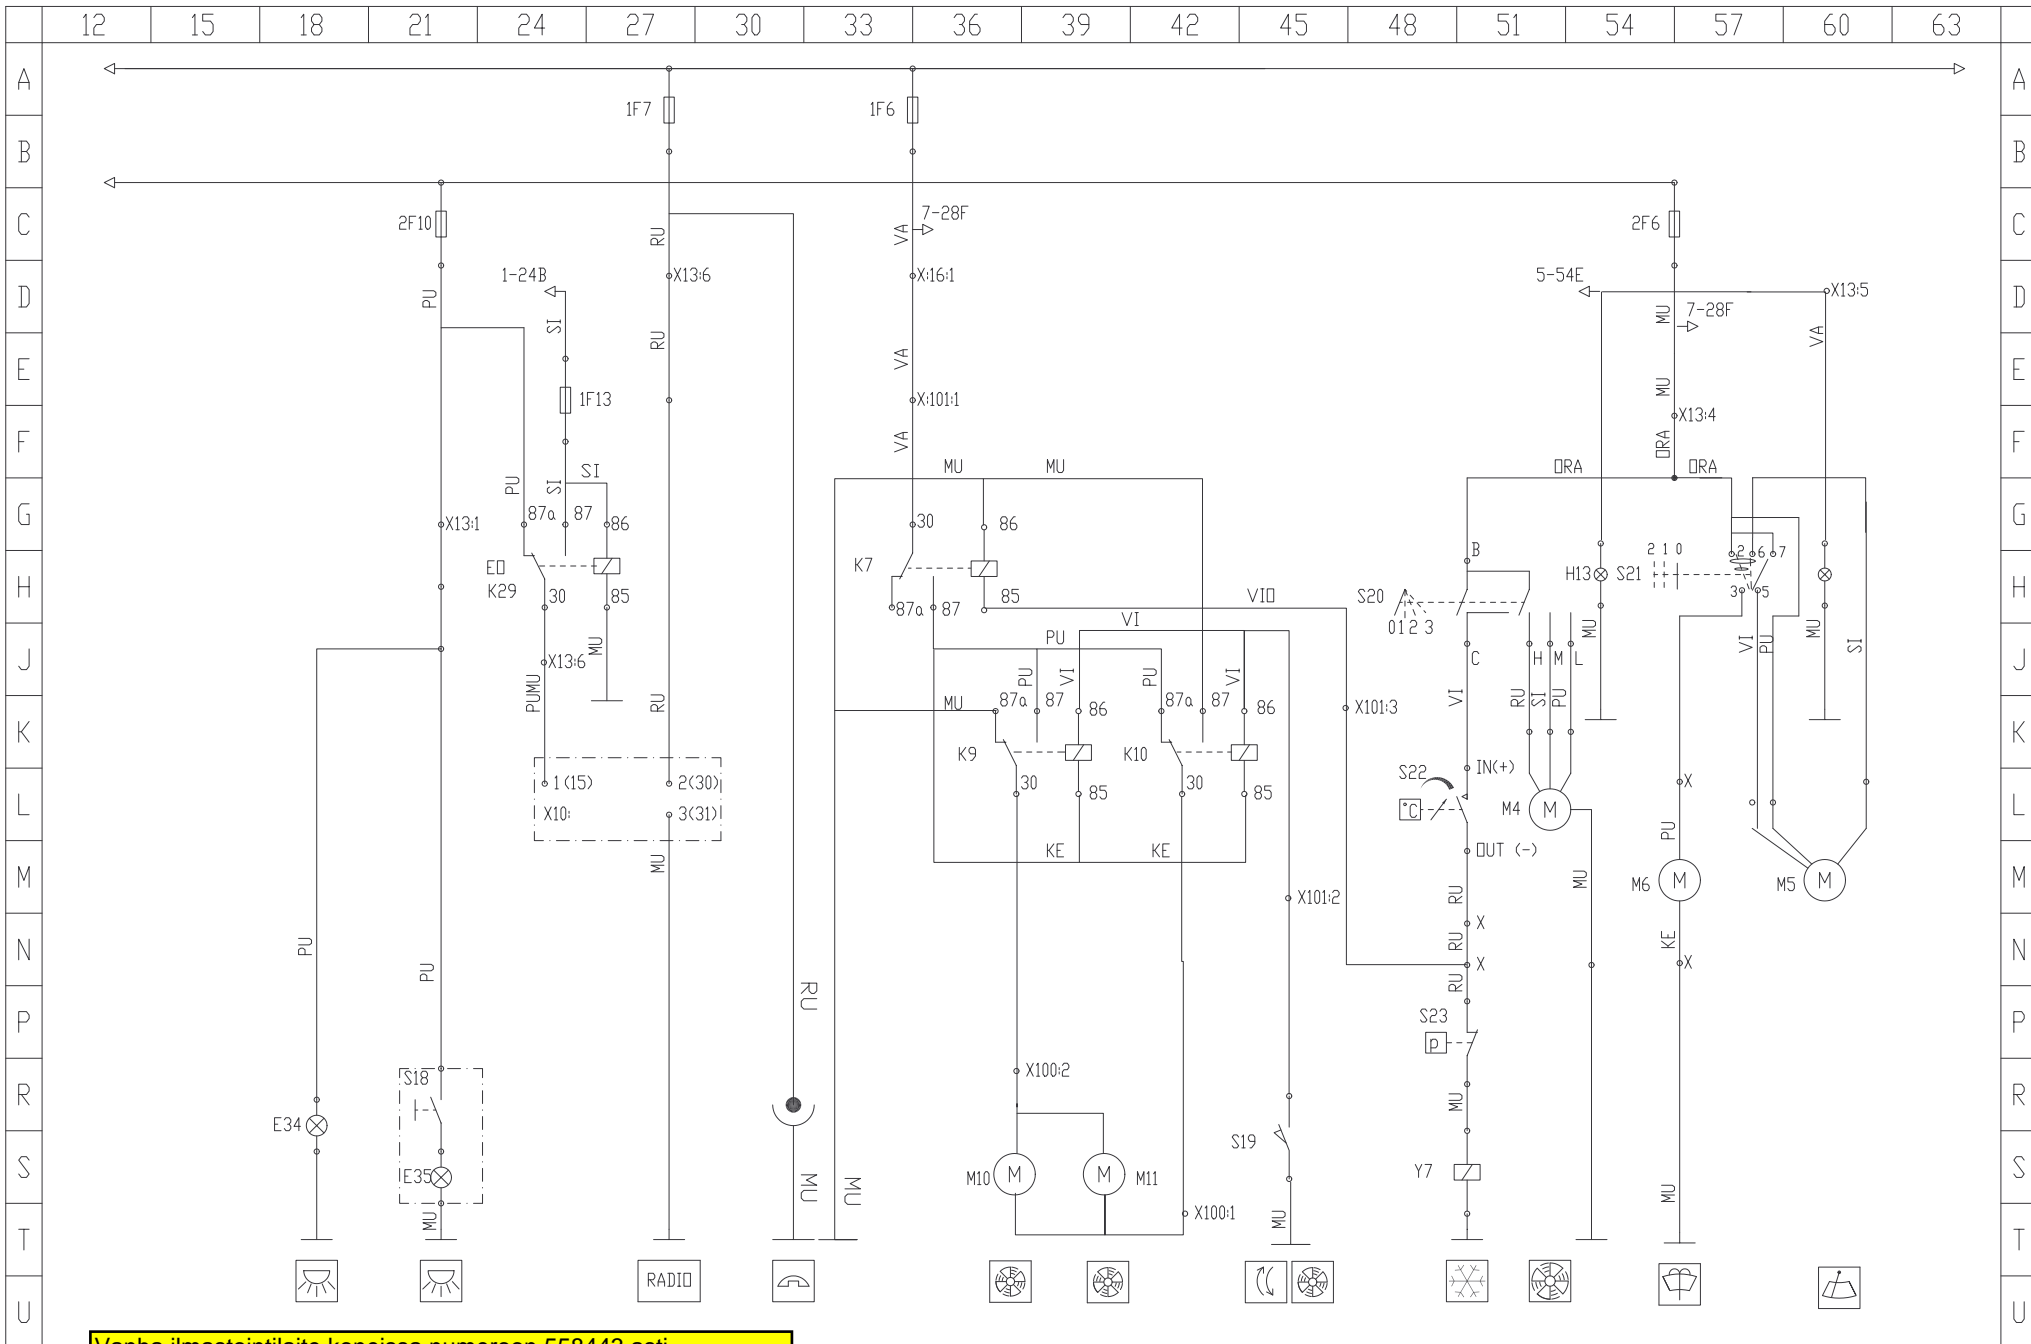 12 15 18 21 24 27 30 33 36 39 42 45 48 51 54 57 60 63
A A
1F7 1F6
B B
C 2F10 RU VA 7-28F 2F6 C
1-24B X13:6 X:16:1 5-54E X13:5
D PU MU 7-28F D
SI RU VA VA
E 1F13 X:101:1 MU E
X13:4
F SI VA ORA F
MU MU ORA ORA
PU SI
G X13:1 87a 87 86 30 86 G
B 2 1 0 2 6 7
EO K7 H13 S21
H K29 30 85 87a 87 85 VIO S20 3 5 H
VI 0 1 2 3
MU PU MU VI PU MU SI
J X13:6 PU VI PU VI C H M L J
PUMU RU MU 87a 87 86 87a 87 86 X101:3 VI RU SI PU
K K9 K10 K
S22 IN(+)
1(15) 2(30) 30 85 30 85 X
L X10: 3(31) °C M4 M L
PU
MU KE KE OUT (-)
M RU MU M6 M M5 M M
X101:2
X
N PU PU RU KE N
X X
RU RU
P S23 P
p
X100:2
R S18 MU R
E34
S19
S E35 M10 M M M11 Y7 S
MU MU MU
MU X100:1 MU
T T
RADIO
U U
Vanha ilmastointilaite koneissa numeroon 558442 asti